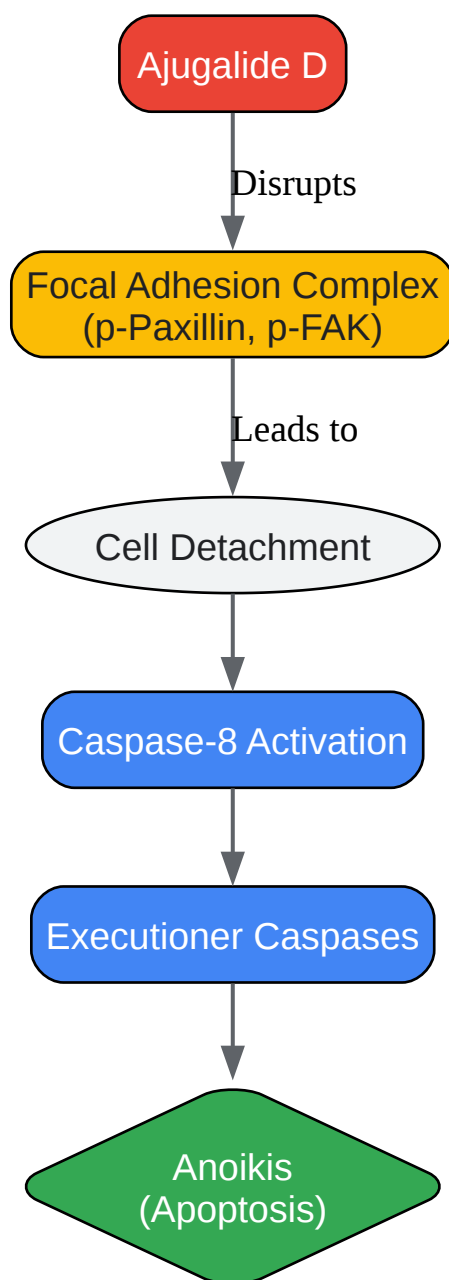 Ajugalide D
Disrupts
Focal Adhesion Complex
(p-Paxillin, p-FAK)
Leads to
Cell Detachment
Caspase-8 Activation
Executioner Caspases
Anoikis
(Apoptosis)